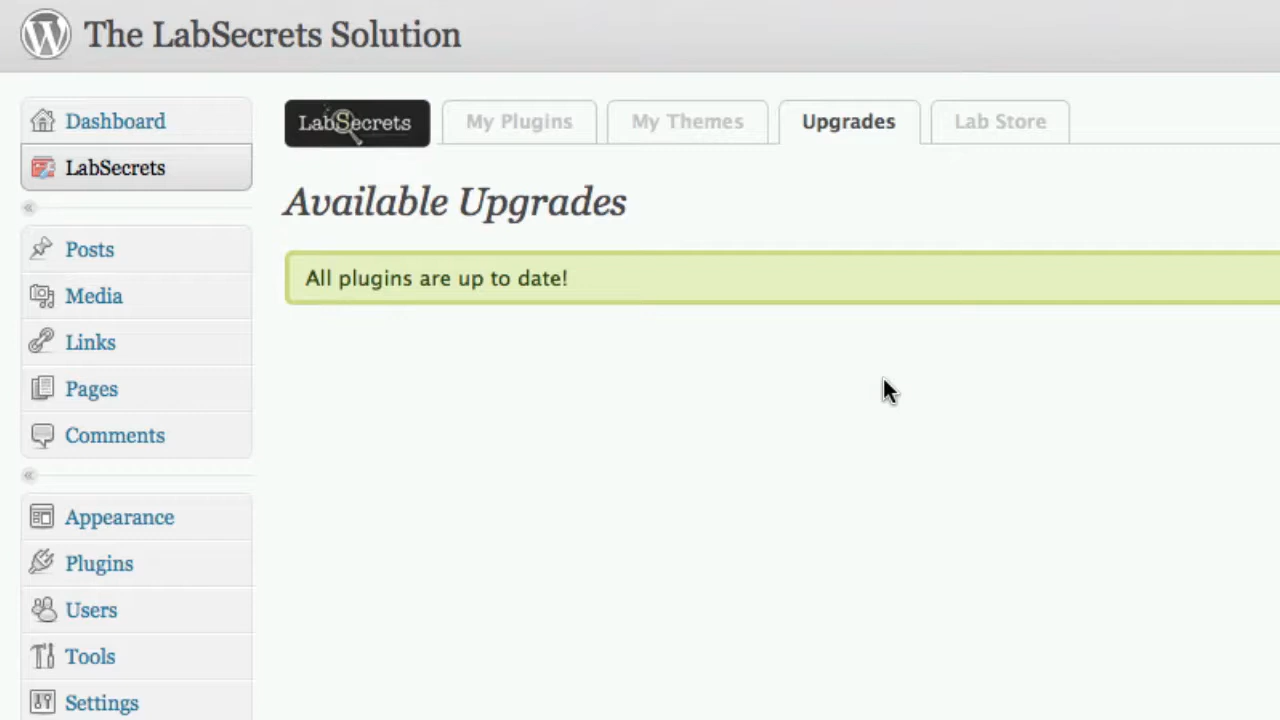 The LabSecrets Solution
Dashboard
LabSecrets
Posts
Media
Links
Pages
Comments
Appearance
Plugins
Users
Tools
Settings
LabSecrets
My Plugins
My Themes
Upgrades
Lab Store
Available Upgrades
All plugins are up to date!